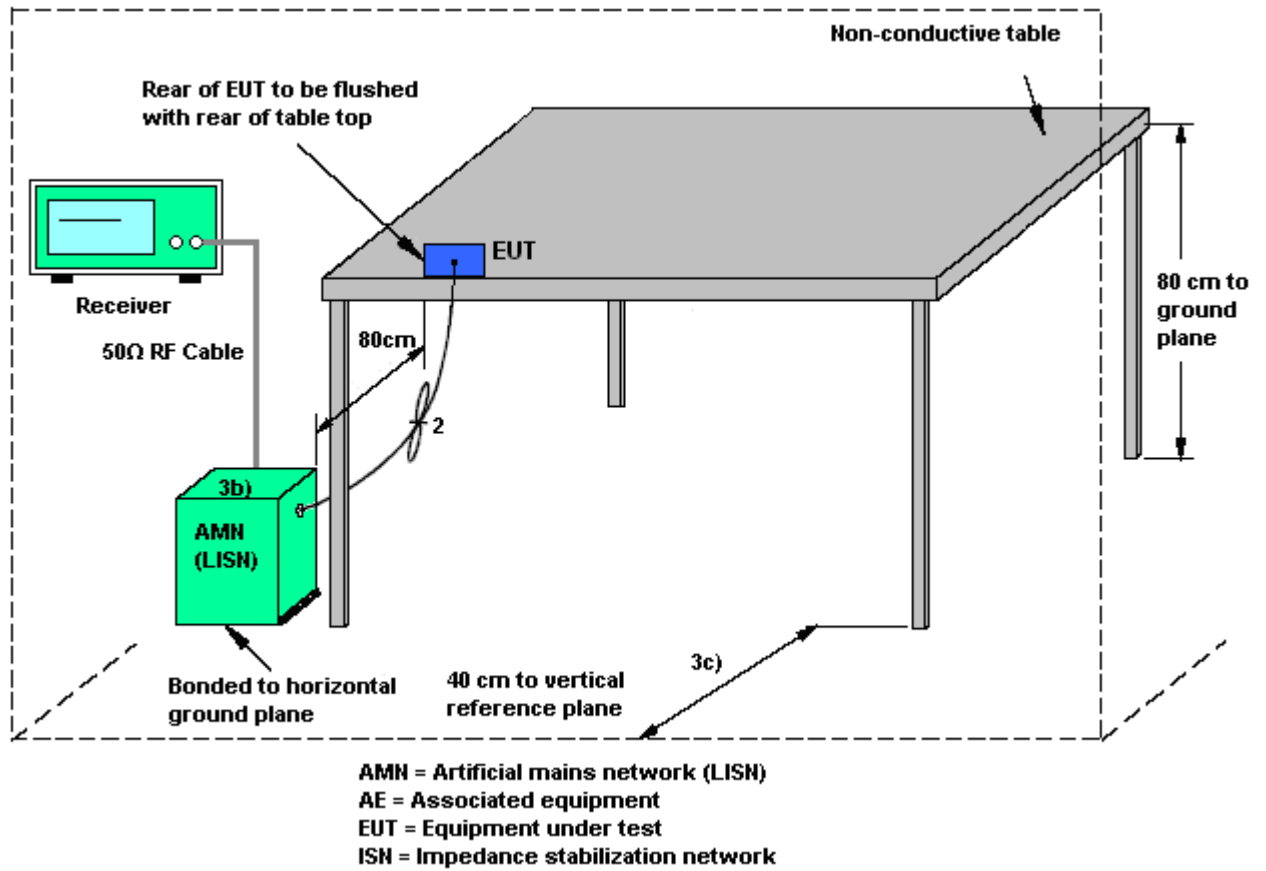 Non-conductive table
Rear of EUT to be flushed
with rear of table top
EUT
Receiver
80 cm to
ground
plane
80cm
50Ω RF Cable
2
3b)
AMN
(LISN)
3c)
Bonded to horizontal
ground plane
40 cm to vertical
reference plane
AMN = Artificial mains network (LISN)
AE = Associated equipment
EUT = Equipment under test
ISN = Impedance stabilization network